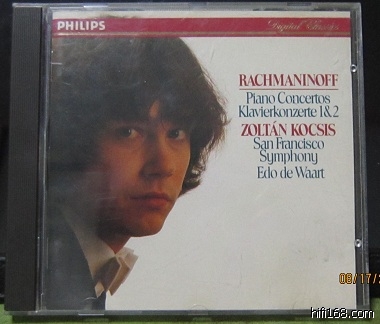 PHILIPS
Digital Classics
RACHMANINOFF
Piano Concertos
Klavierkonzerte 1&2
ZOLTÁN KOCSIS
San Francisco
Symphony
Edo de Waart
hifi168.com